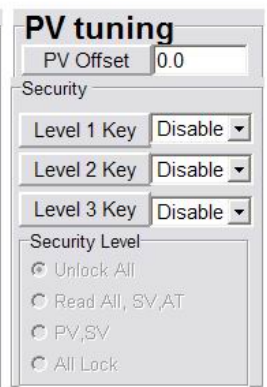 PV tuning
PV Offset 0.0
Security
Level 1 Key Disable
Level 2 Key Disable
Level 3 Key Disable
Security Level
Unlock All
Read All, SV,AT
PV,SV
All Lock